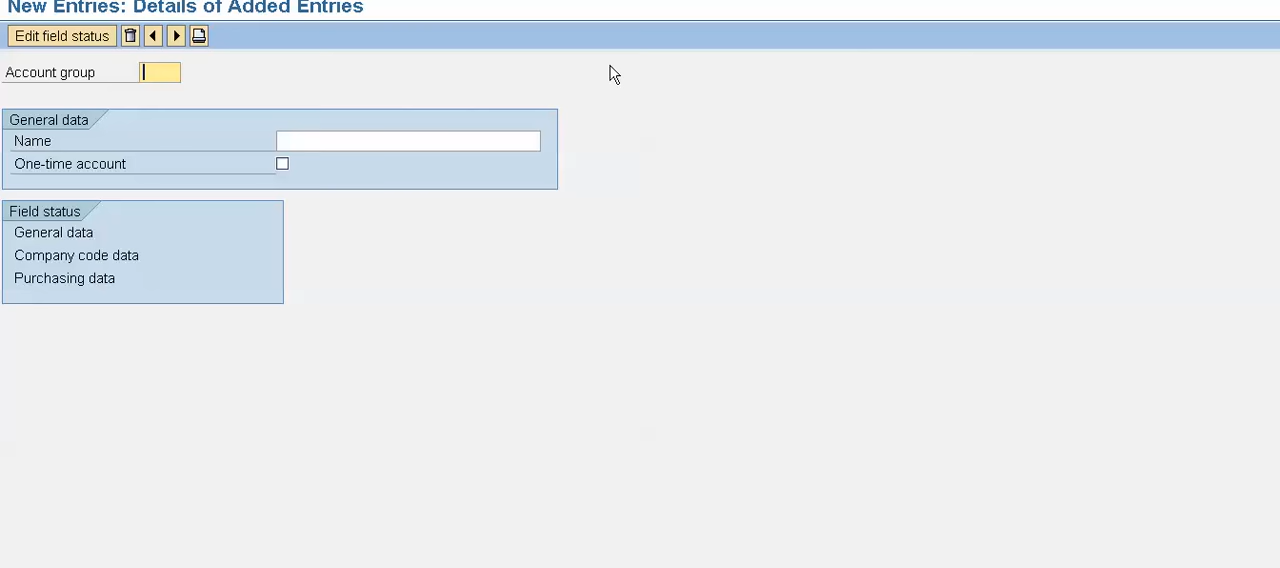 New Entries: Details of Added Entries
Edit field status
Account group
General data
Name
One-time account
Field status
General data
Company code data
Purchasing data